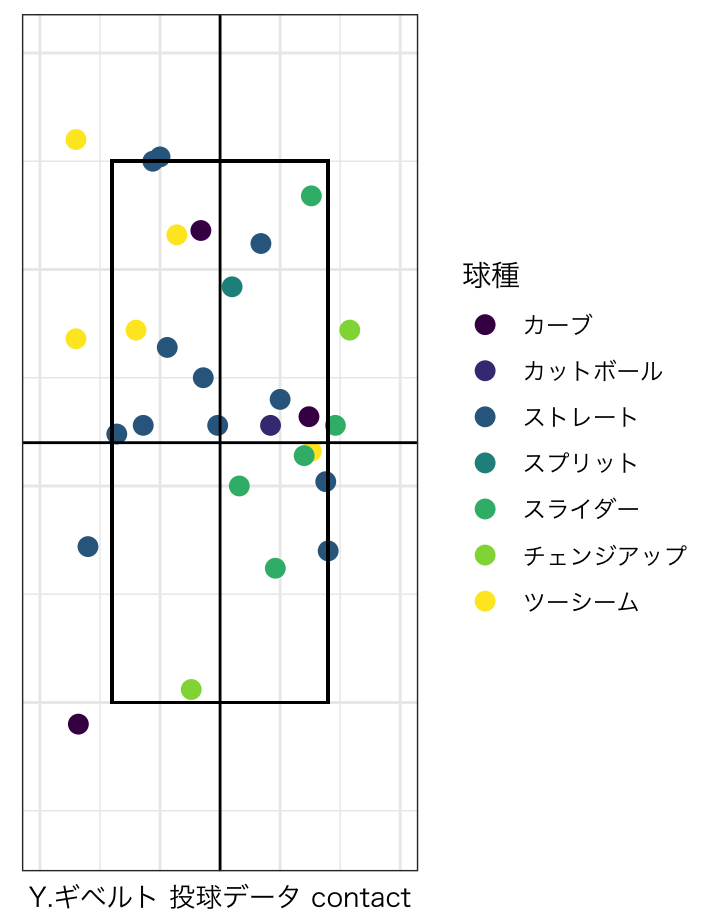 球種
カーブ
カットボール
ストレート
スプリット
スライダー
チェンジアップ
ツーシーム
Y.ギベルト 投球データ contact